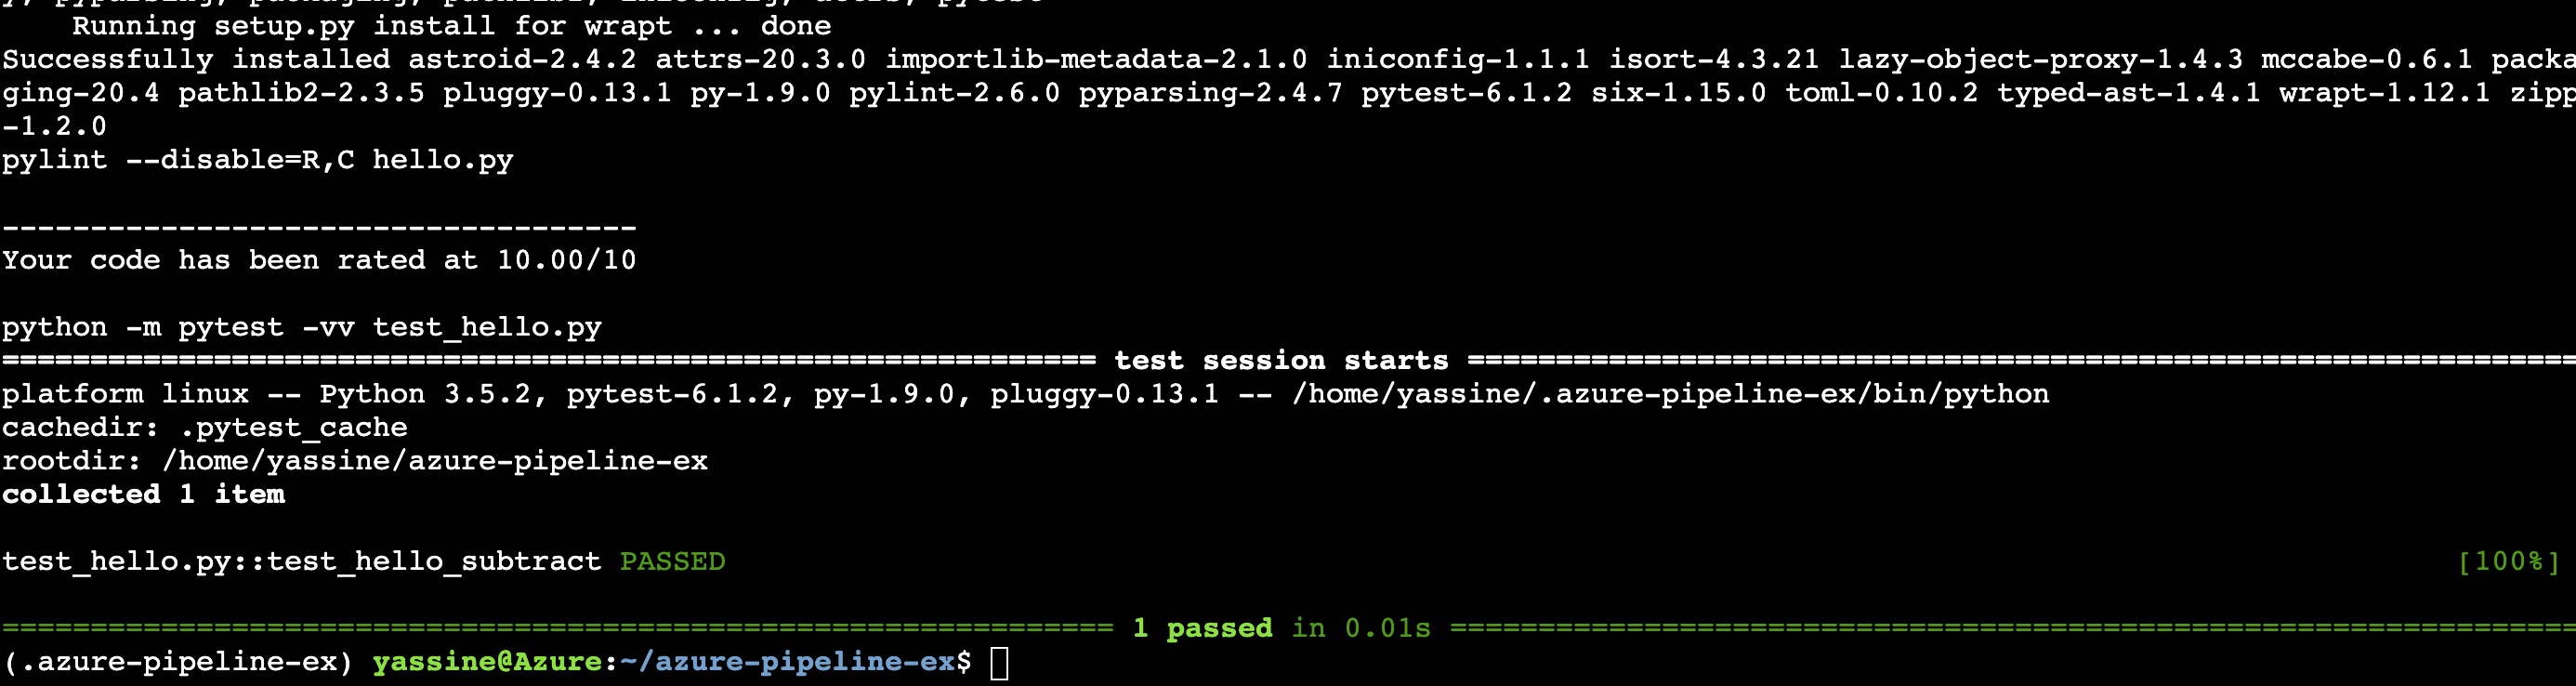 y, pyparsing, packaging, pathlib2, iniconfig, attrs, pytest
    Running setup.py install for wrapt ... done
Successfully installed astroid-2.4.2 attrs-20.3.0 importlib-metadata-2.1.0 iniconfig-1.1.1 isort-4.3.21 lazy-object-proxy-1.4.3 mccabe-0.6.1 packa
ging-20.4 pathlib2-2.3.5 pluggy-0.13.1 py-1.9.0 pylint-2.6.0 pyparsing-2.4.7 pytest-6.1.2 six-1.15.0 toml-0.10.2 typed-ast-1.4.1 wrapt-1.12.1 zipp
-1.2.0
pylint --disable=R,C hello.py
------------------------------------
Your code has been rated at 10.00/10
python -m pytest -vv test_hello.py
============================================================== test session starts ===============================================================
platform linux -- Python 3.5.2, pytest-6.1.2, py-1.9.0, pluggy-0.13.1 -- /home/yassine/.azure-pipeline-ex/bin/python
cachedir: .pytest_cache
rootdir: /home/yassine/azure-pipeline-ex
collected 1 item
test_hello.py::test_hello_subtract PASSED [100%]
=============================================================== 1 passed in 0.01s ================================================================
(.azure-pipeline-ex) yassine@Azure:~/azure-pipeline-ex$